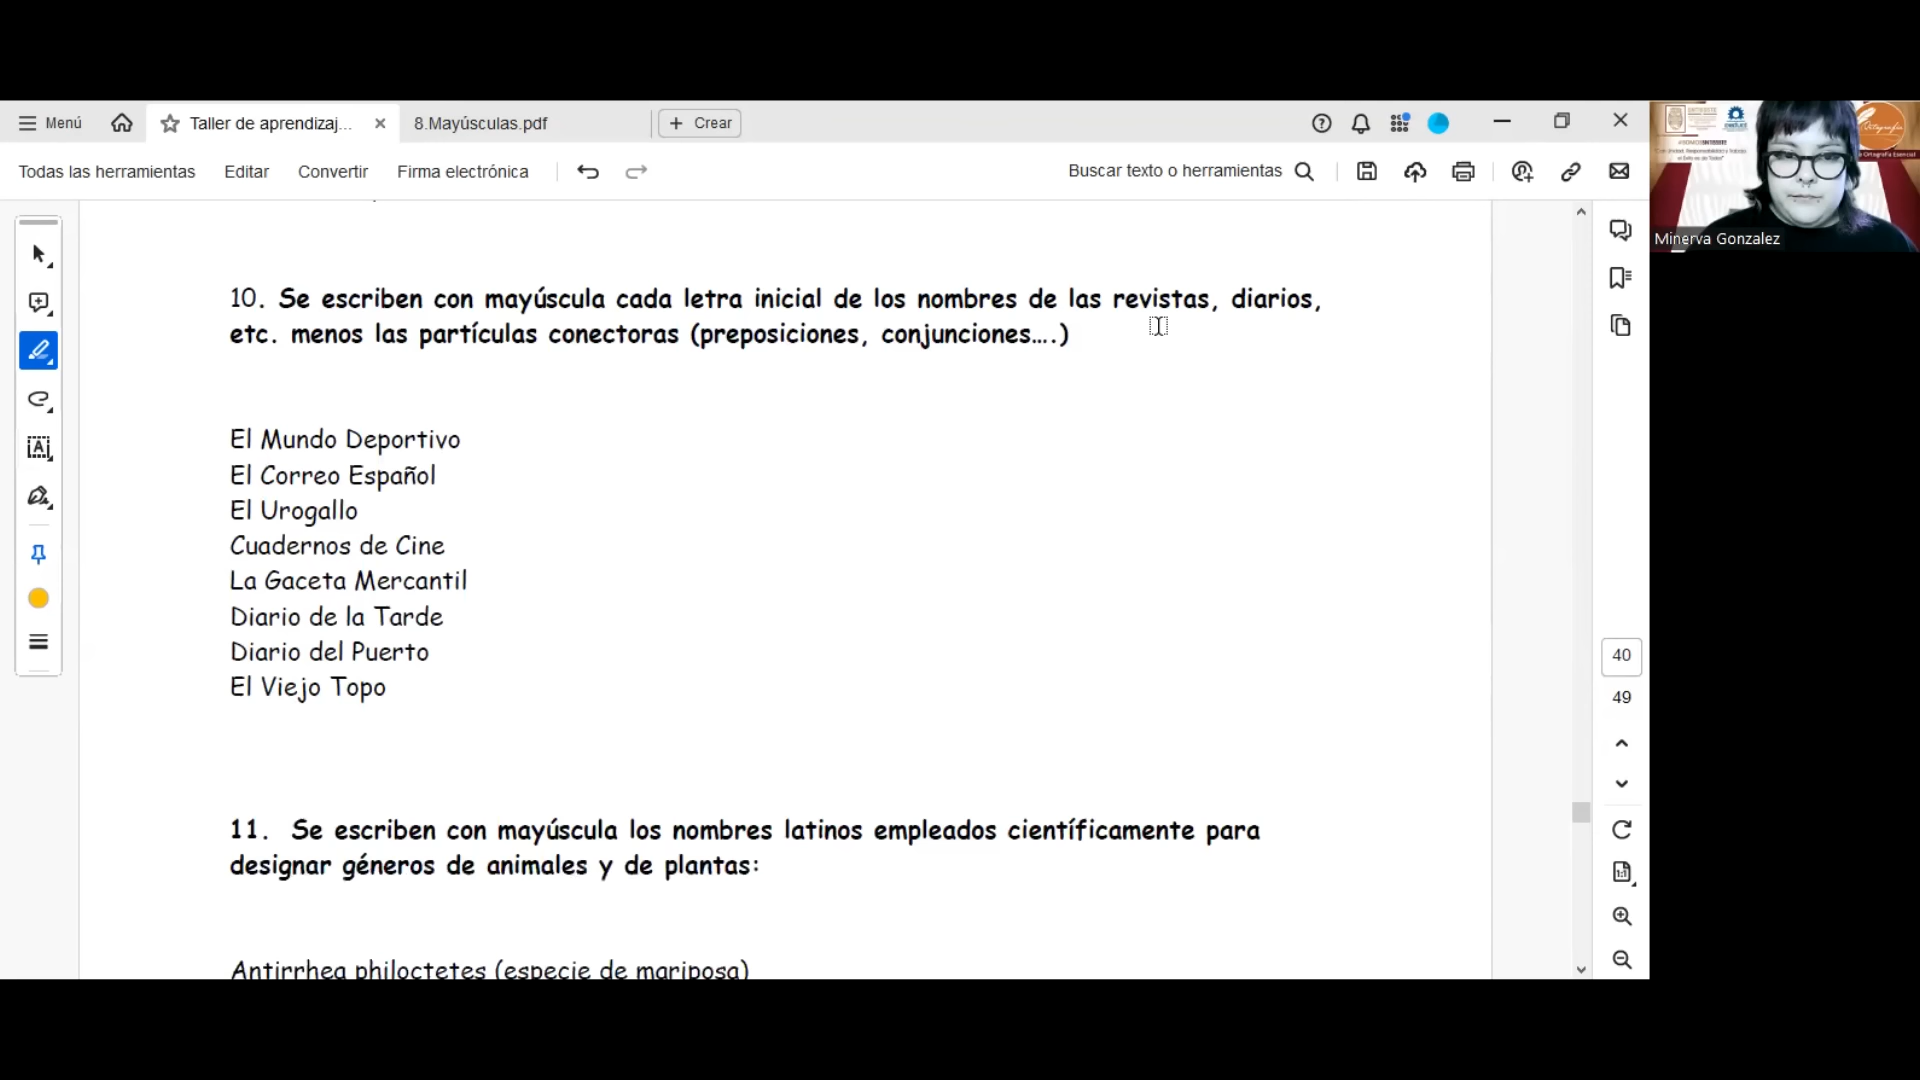 Menú
Taller de aprendizaj...
8.Mayúsculas.pdf
Crear
Todas las herramientas
Editar
Convertir
Firma electrónica
Buscar texto o herramientas
10. Se escriben con mayúscula cada letra inicial de los nombres de las revistas, diarios,
etc. menos las partículas conectoras (preposiciones, conjunciones....)
El Mundo Deportivo
El Correo Español
El Urogallo
Cuadernos de Cine
La Gaceta Mercantil
Diario de la Tarde
Diario del Puerto
El Viejo Topo
11. Se escriben con mayúscula los nombres latinos empleados científicamente para
designar géneros de animales y de plantas:
Antirrhea philoctetes (especie de mariposa)
40
49
Minerva Gonzalez